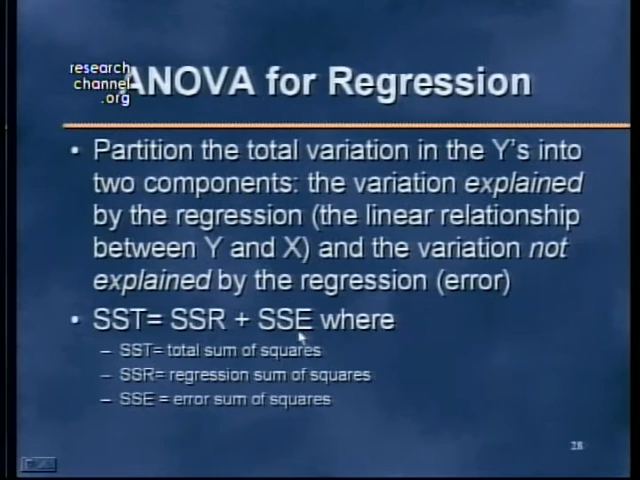 research
channel
.org
ANOVA for Regression
• Partition the total variation in the Y's into
two components: the variation explained
by the regression (the linear relationship
between Y and X) and the variation not
explained by the regression (error)
• SST= SSR + SSE where
– SST= total sum of squares
– SSR= regression sum of squares
– SSE = error sum of squares
28